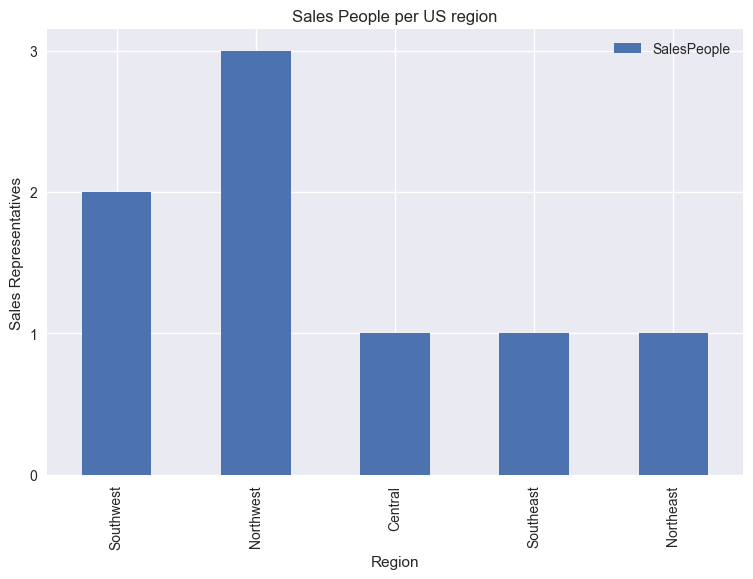 Sales People per US region
SalesPeople
Sales Representatives
3
2
1
0
Southwest
Northwest
Central
Southeast
Northeast
Region